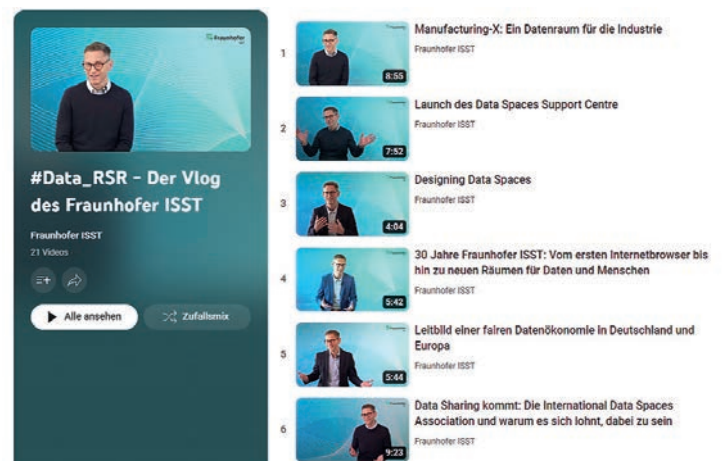 Fraunhofer
#Data_RSR – Der Vlog
des Fraunhofer ISST
Fraunhofer ISST
21 Videos
Alle ansehen
Zufallsmix
1
8:55
Manufacturing-X: Ein Datenraum für die Industrie
Fraunhofer ISST
2
7:52
Launch des Data Spaces Support Centre
Fraunhofer ISST
3
4:04
Designing Data Spaces
Fraunhofer ISST
4
5:42
30 Jahre Fraunhofer ISST: Vom ersten Internetbrowser bis
hin zu neuen Räumen für Daten und Menschen
Fraunhofer ISST
5
5:44
Leitbild einer fairen Datenökonomie in Deutschland und
Europa
Fraunhofer ISST
6
9:23
Data Sharing kommt: Die International Data Spaces
Association und warum es sich lohnt, dabei zu sein
Fraunhofer ISST